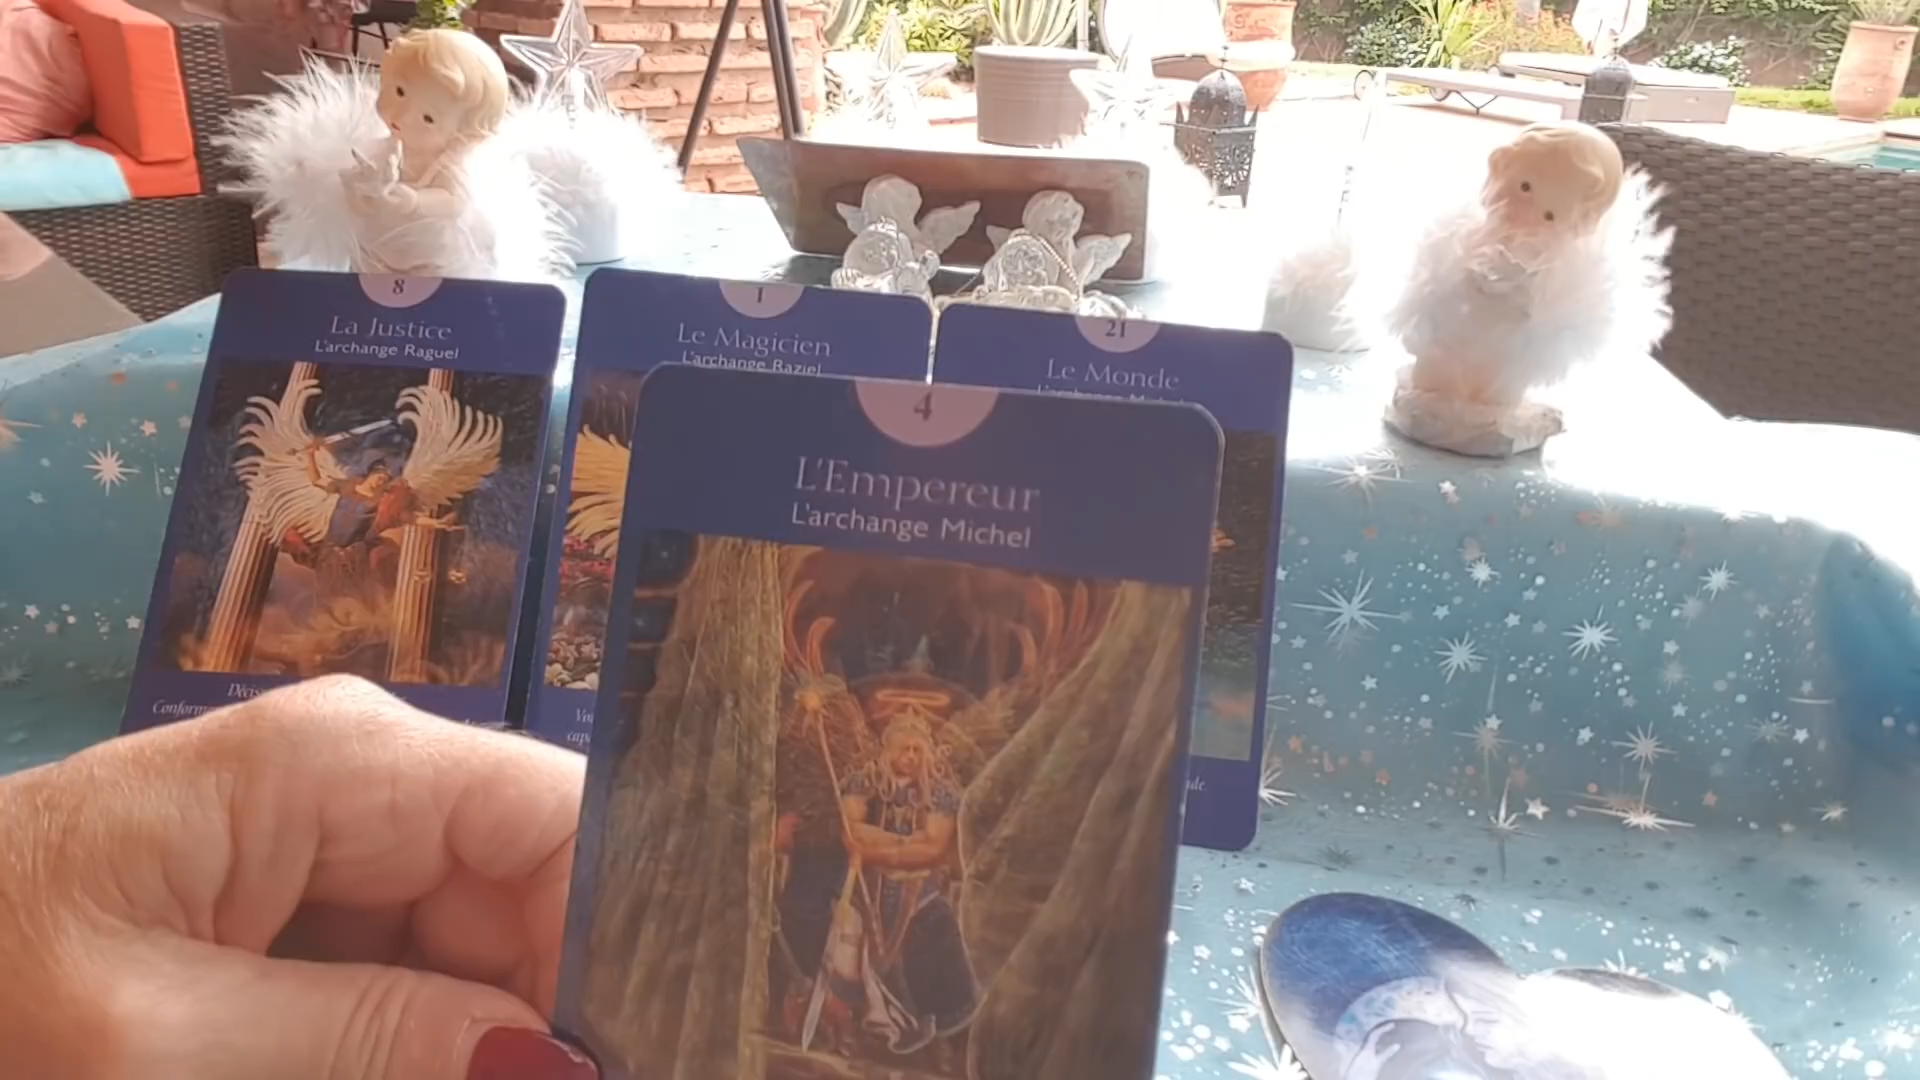 8
La Justice
L'archange Raguel
1
Le Magicien
L'archange Raziel
21
Le Monde
4
L'Empereur
L'archange Michel